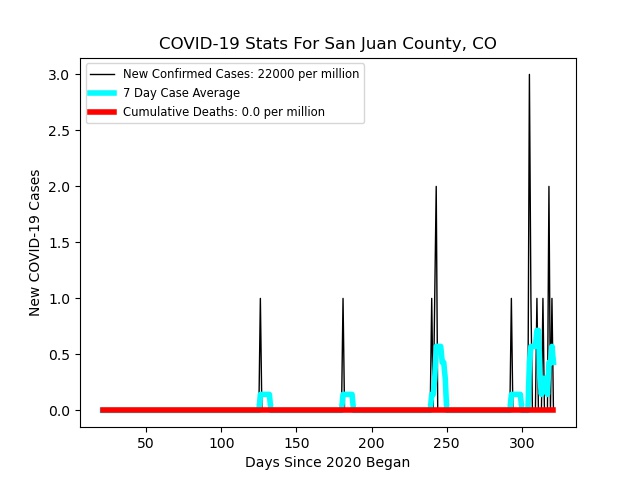 COVID-19 Stats For San Juan County, CO
New Confirmed Cases: 22000 per million
7 Day Case Average
Cumulative Deaths: 0.0 per million
New COVID-19 Cases
3.0
2.5
2.0
1.5
1.0
0.5
0.0
50 100 150 200 250 300
Days Since 2020 Began